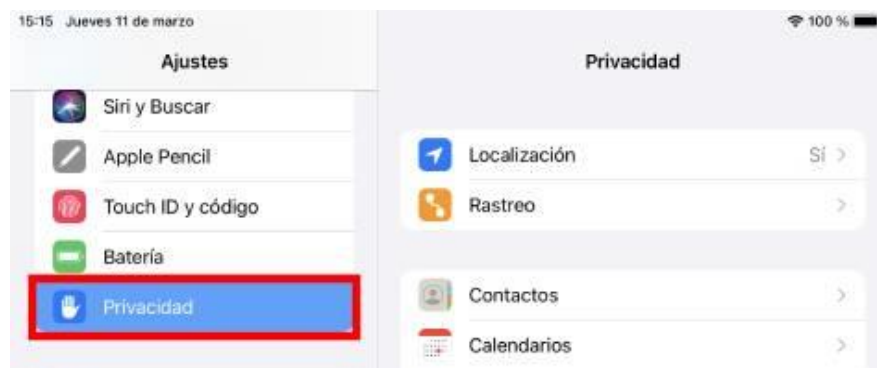 15:15 Jueves 11 de marzo
100 %
Ajustes
Siri y Buscar
Apple Pencil
Touch ID y código
Batería
Privacidad
Privacidad
Localización
Sí
Rastreo
Contactos
Calendarios